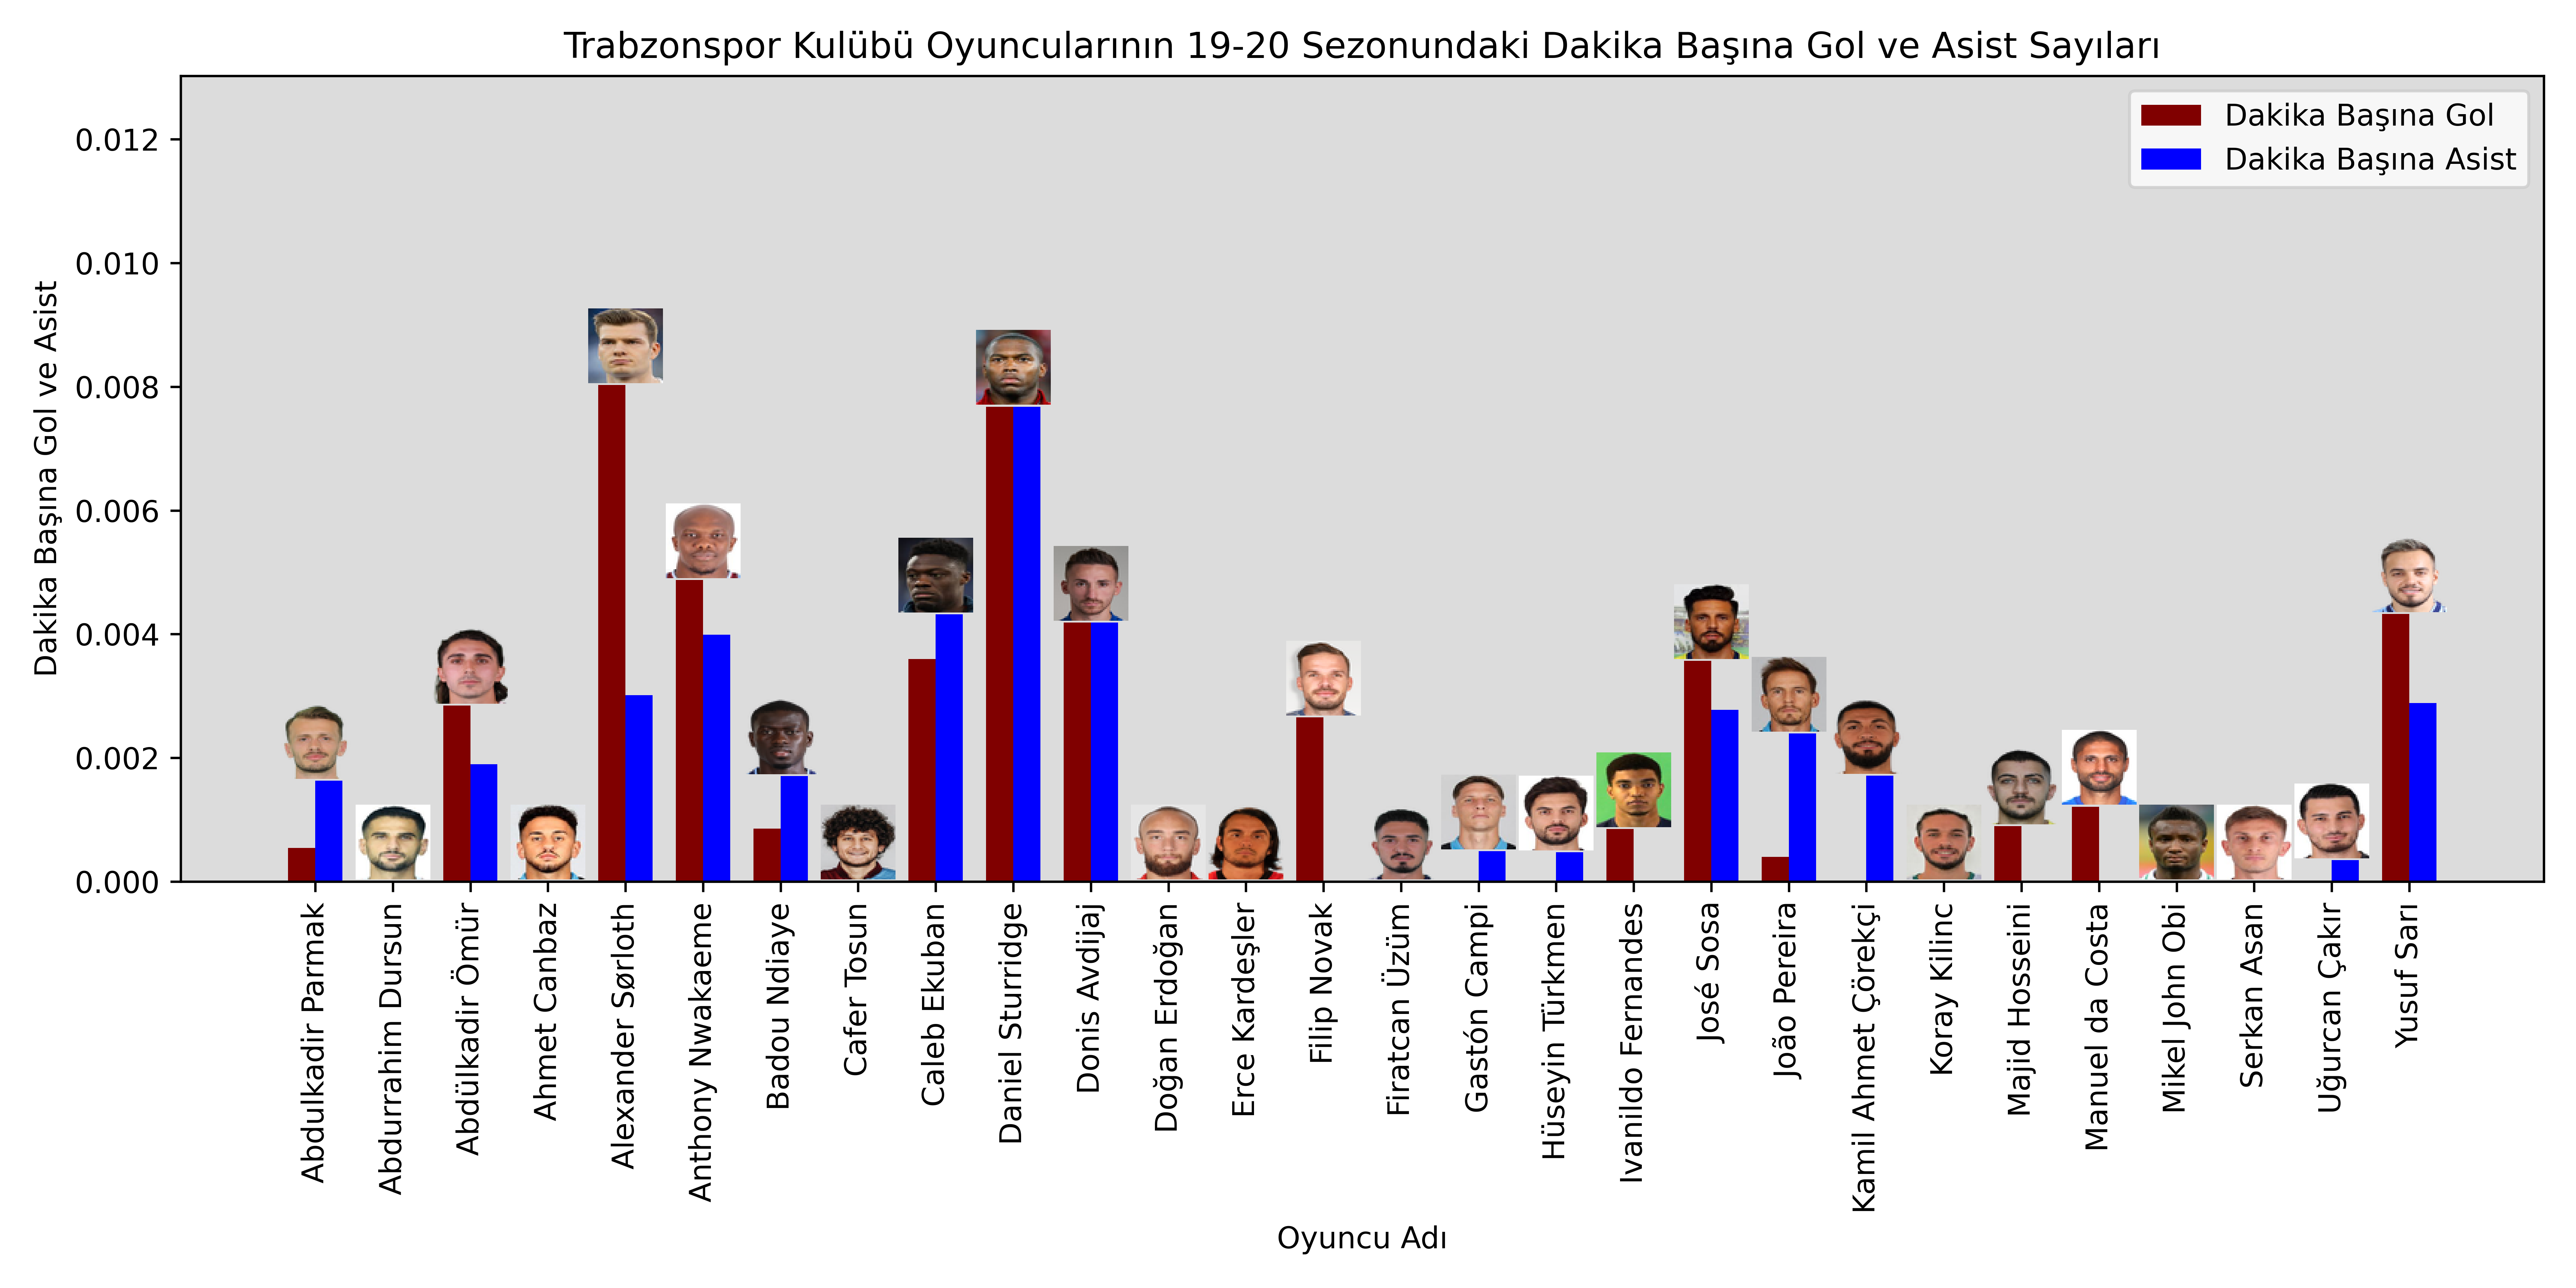 Trabzonspor Kulübü Oyuncularının 19-20 Sezonundaki Dakika Başına Gol ve Asist Sayıları
Dakika Başına Gol
Dakika Başına Asist
Dakika Başına Gol ve Asist
0.012
0.010
0.008
0.006
0.004
0.002
0.000
Abdulkadir Parmak
Abdurrahim Dursun
Abdülkadir Ömür
Ahmet Canbaz
Alexander Sørloth
Anthony Nwakaeme
Badou Ndiaye
Cafer Tosun
Caleb Ekuban
Daniel Sturridge
Donis Avdijaj
Doğan Erdoğan
Erce Kardeşler
Filip Novak
Firatcan Üzüm
Gastón Campi
Hüseyin Türkmen
Ivanildo Fernandes
José Sosa
João Pereira
Kamil Ahmet Çörekçi
Koray Kilinc
Majid Hosseini
Manuel da Costa
Mikel John Obi
Serkan Asan
Uğurcan Çakır
Yusuf Sarı
Oyuncu Adı